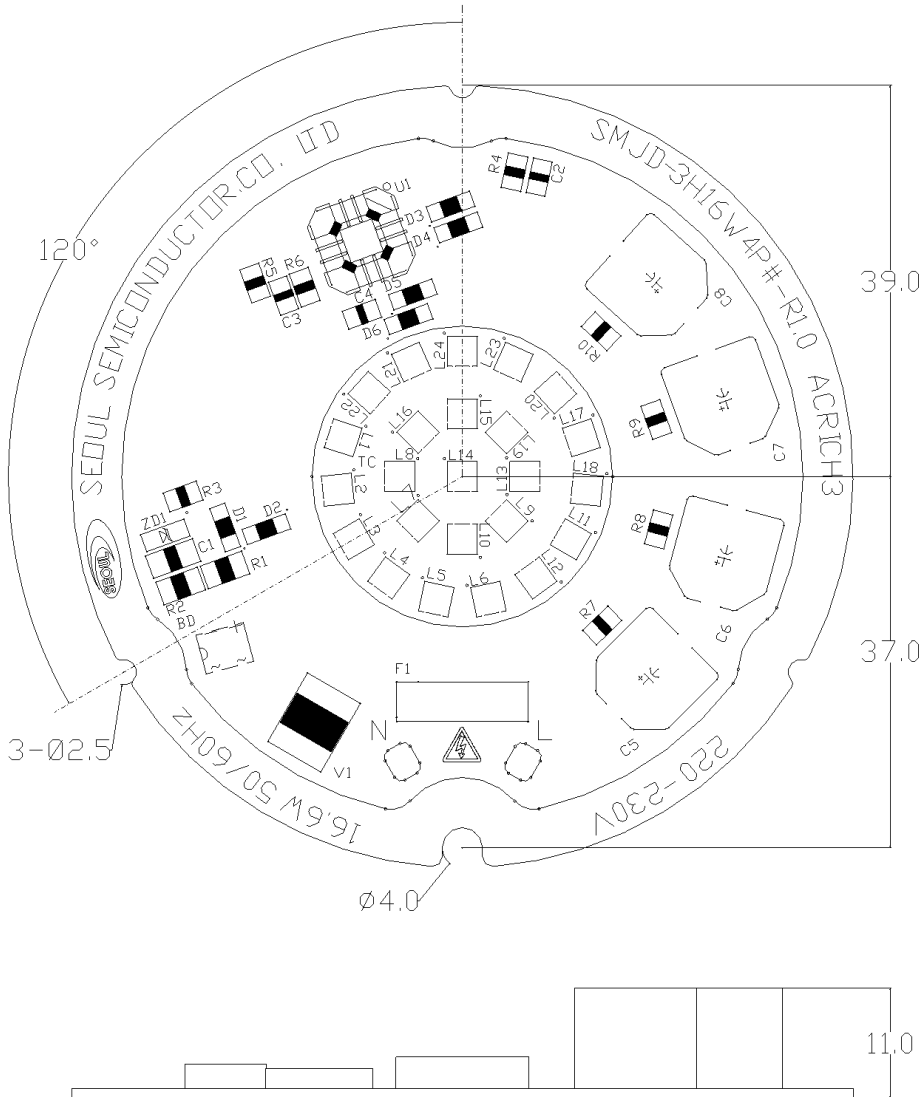 SEOUL SEMICONDUCTOR.CO. LTD
SMJD-3H16W4P#-R1.0 ACRICH3
120°
39.0
37.0
3-Ø2.5
Ø4.0
11.0
16.6W 50/60HZ
220-230V
SEOUL
U1
R4
C2
D3
D4
R5
R6
C3
C4
D5
D6
C8
R10
R9
C7
L24
L23
L21
L22
L20
L16
L15
L19
L17
L1
TC
L8
L14
L13
L18
L2
L7
L9
L3
L10
L11
L4
L5
L6
L12
R3
ZD1
D1
D2
C1
R1
R2
BD
R8
R7
C6
C5
F1
N
L
V1